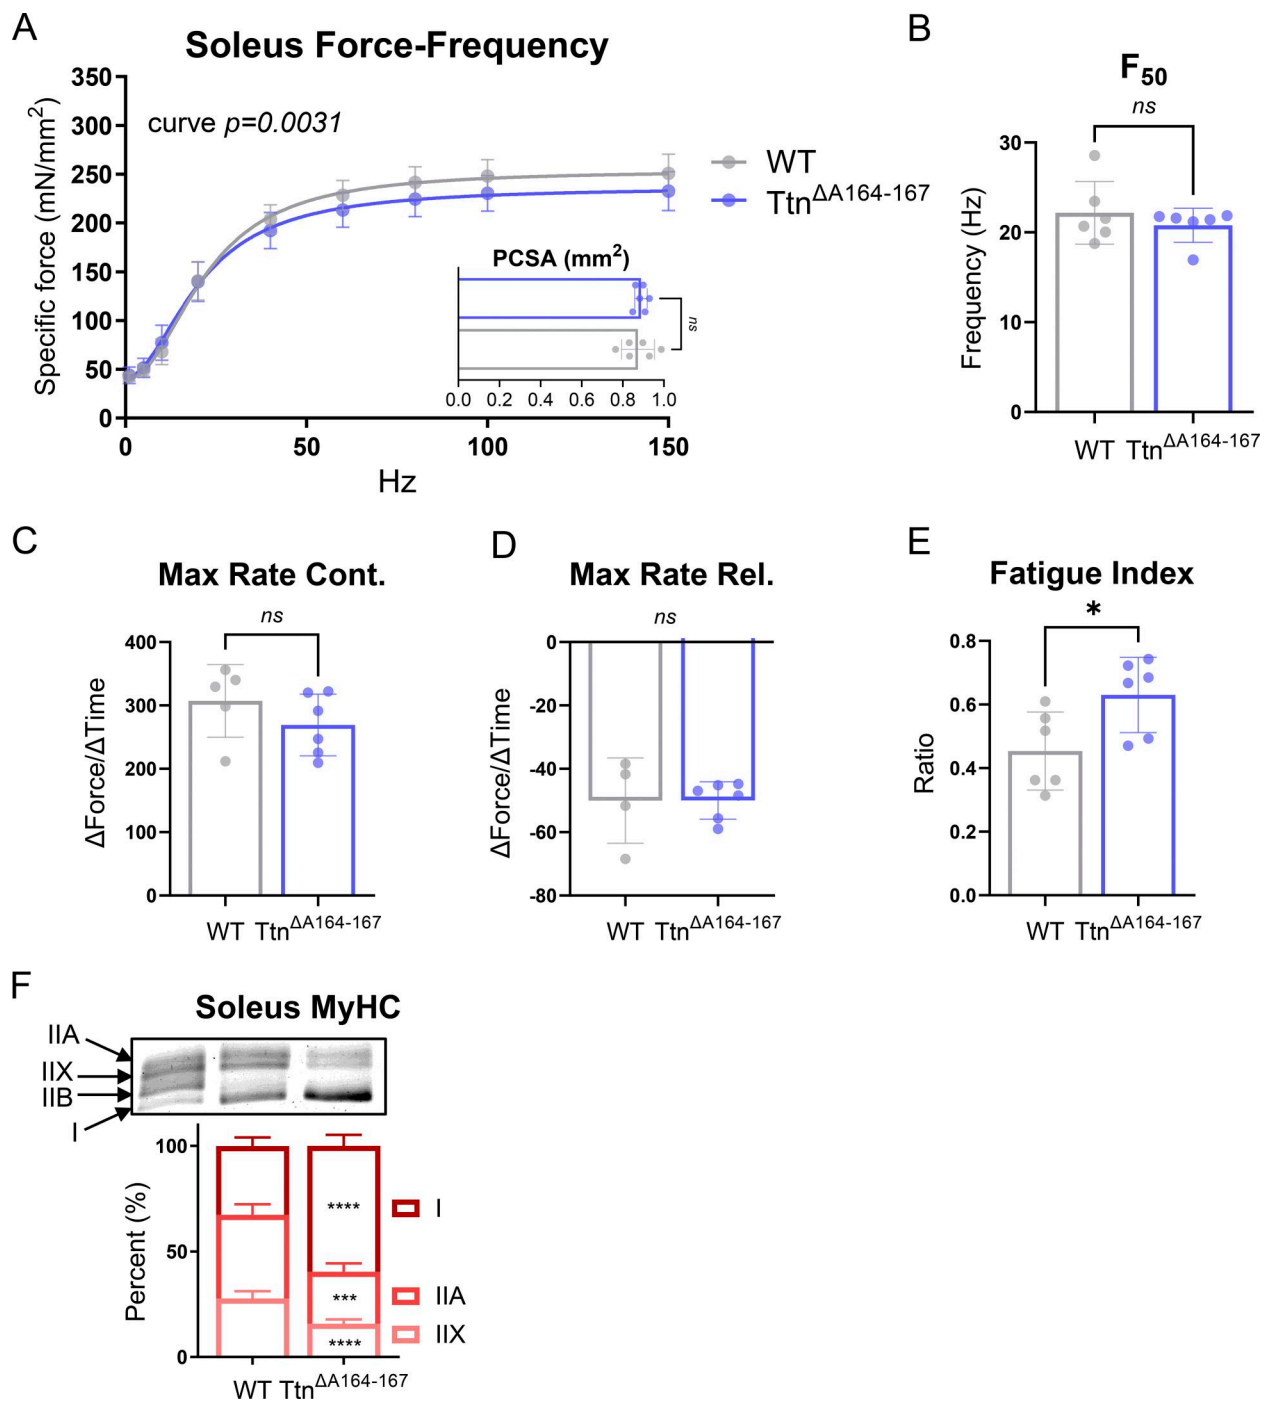 A
Soleus Force-Frequency
350
300
250
200
150
100
50
0
Specific force (mN/mm²)
curve p=0.0031
WT
Ttn^ΔA164-167
PCSA (mm²)
ns
0.0 0.2 0.4 0.6 0.8 1.0
0 50 100 150
Hz
B
F₅₀
ns
30
20
10
0
Frequency (Hz)
WT Ttn^ΔA164-167
C
Max Rate Cont.
ns
400
300
200
100
0
ΔForce/ΔTime
WT Ttn^ΔA164-167
D
Max Rate Rel.
ns
0
-20
-40
-60
-80
ΔForce/ΔTime
WT Ttn^ΔA164-167
E
Fatigue Index
*
0.8
0.6
0.4
0.2
0.0
Ratio
WT Ttn^ΔA164-167
F
Soleus MyHC
IIA
IIX
IIB
I
100
50
0
Percent (%)
****
***
****
I
IIA
IIX
WT Ttn^ΔA164-167